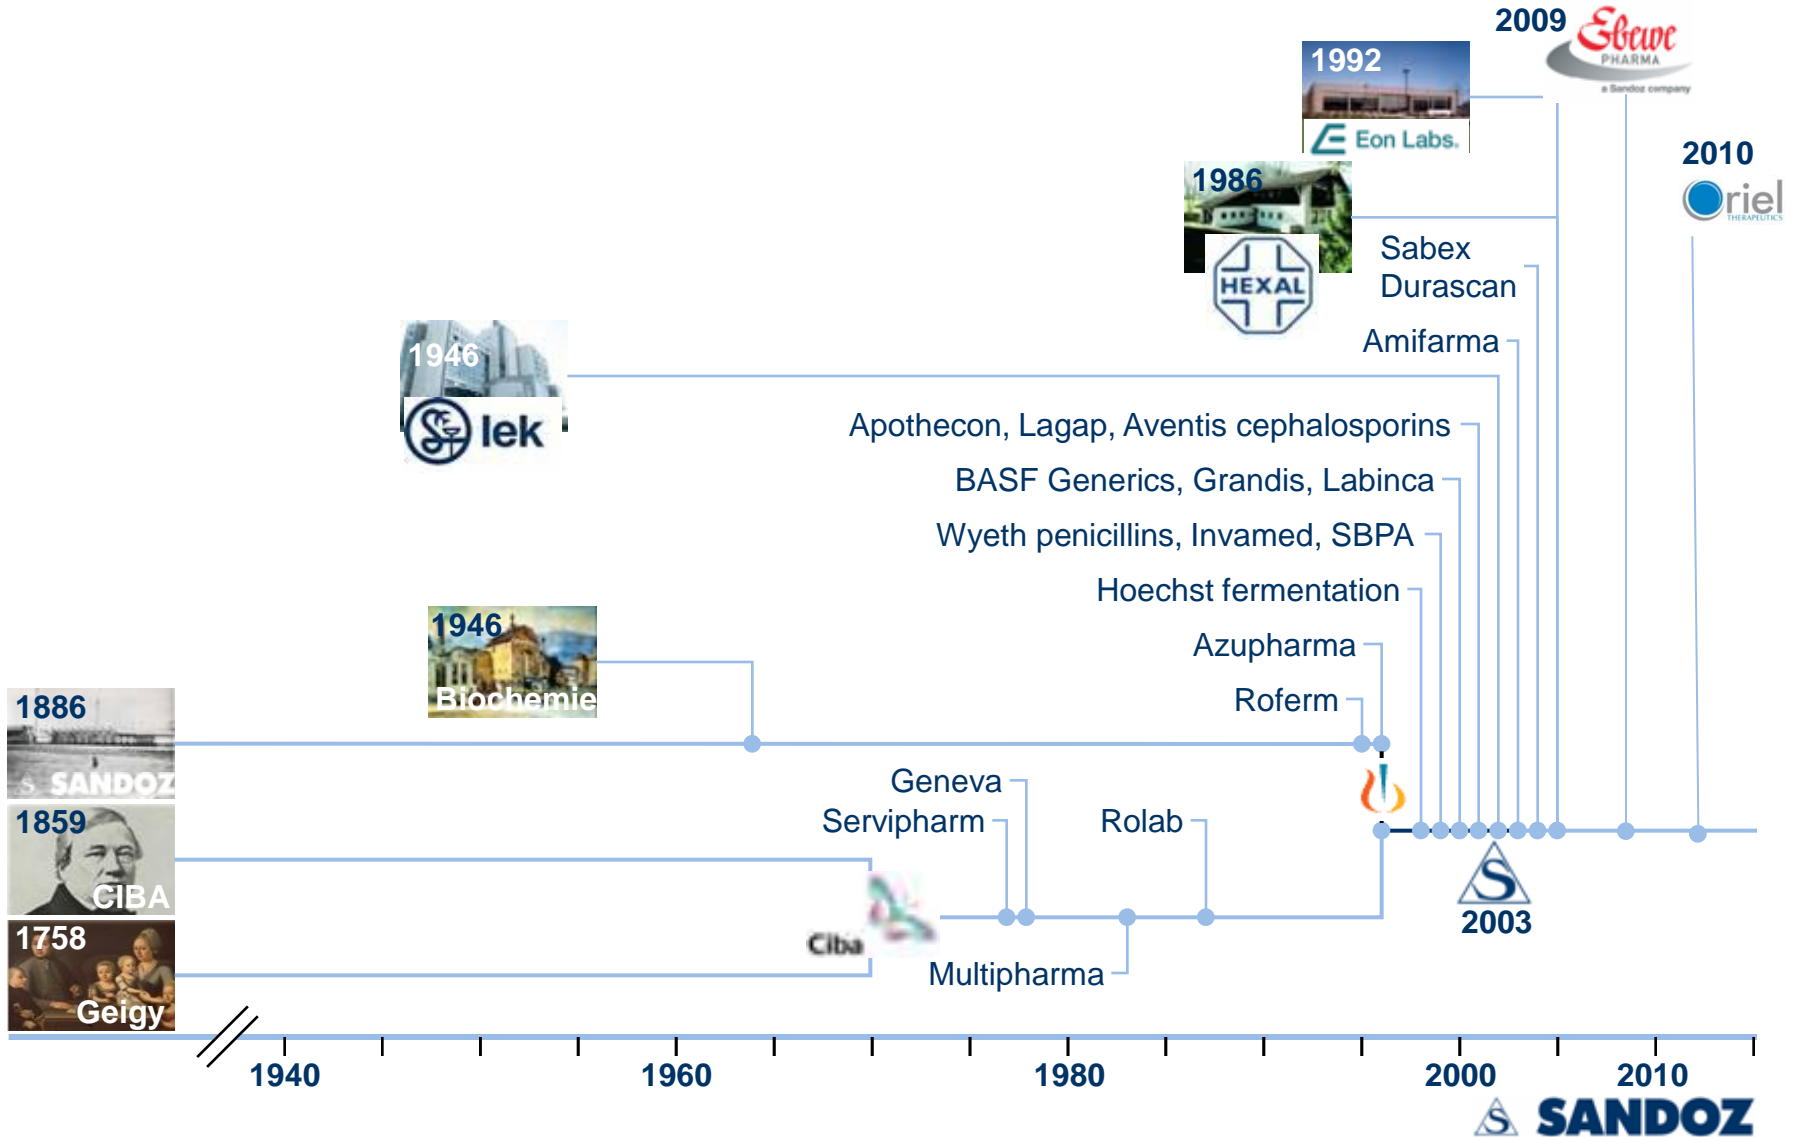 2009
Ebewe
PHARMA
a Sandoz company
1992
Eon Labs.
2010
Oriel
THERAPEUTICS
1986
HEXAL
Sabex
Durascan
Amifarma
1946
lek
Apothecon, Lagap, Aventis cephalosporins
BASF Generics, Grandis, Labinca
Wyeth penicillins, Invamed, SBPA
Hoechst fermentation
1946
Biochemie
Azupharma
Roferm
1886
S SANDOZ
Geneva
Servipharm
Rolab
1859
CIBA
S
2003
1758
Geigy
Ciba
Multipharma
1940 1960 1980 2000 2010
S SANDOZ